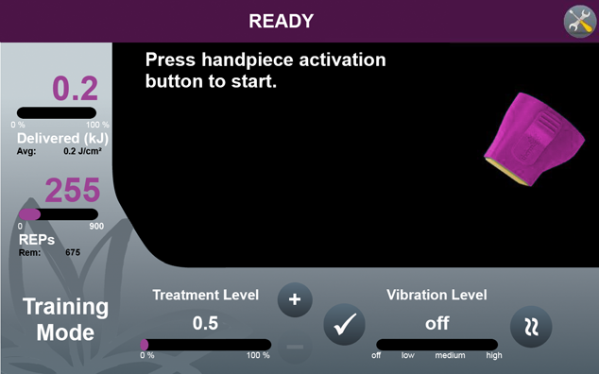 READY
Press handpiece activation
button to start.
0.2
0 % 100 %
Delivered (kJ)
Avg: 0.2 J/cm²
255
0 900
REPs
Rem: 675
Training
Mode
Treatment Level
+
0.5
−
0 % 100 %
Vibration Level
off
off low medium high